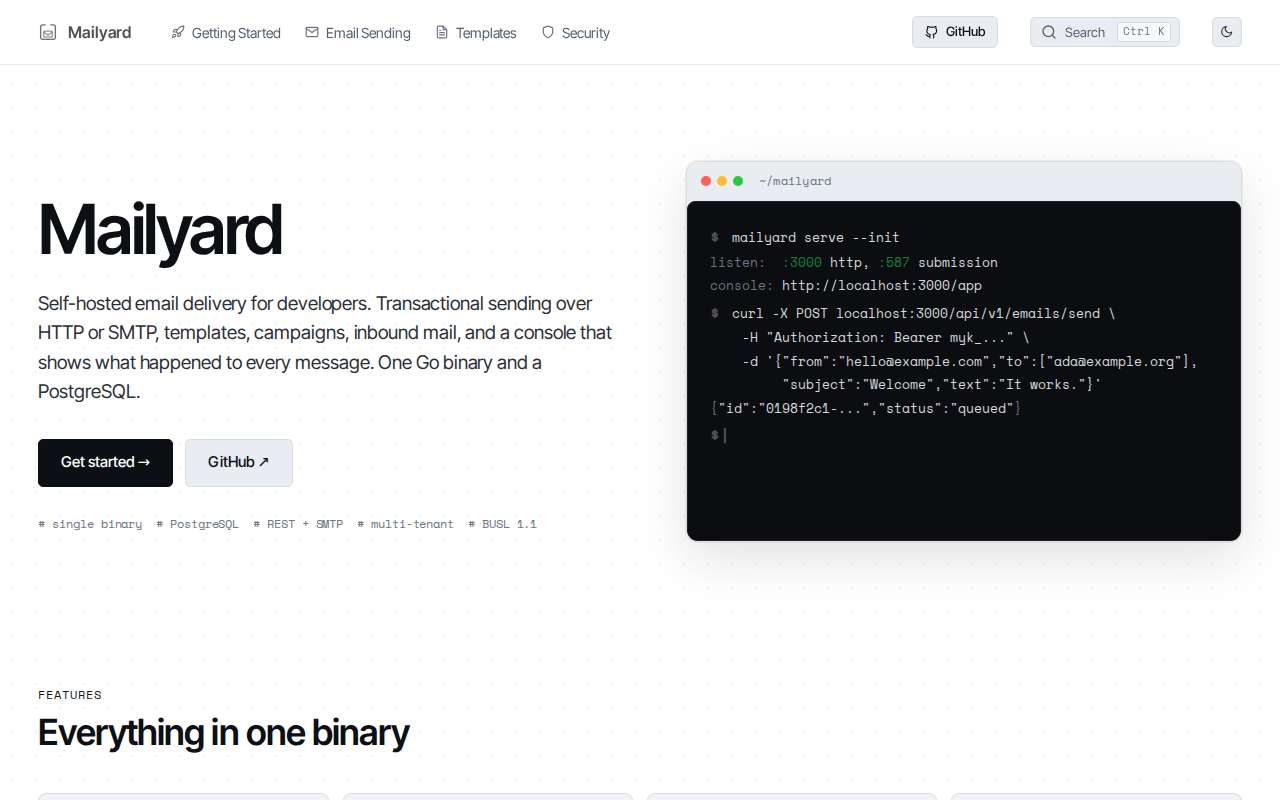 Mailyard
Getting Started
Email Sending
Templates
Security
GitHub
Search
Ctrl K
Mailyard
Self-hosted email delivery for developers. Transactional sending over
HTTP or SMTP, templates, campaigns, inbound mail, and a console that
shows what happened to every message. One Go binary and a
PostgreSQL.
Get started →
GitHub ↗
# single binary # PostgreSQL # REST + SMTP # multi-tenant # BUSL 1.1
~/mailyard
$ mailyard serve --init
listen: :3000 http, :587 submission
console: http://localhost:3000/app
$ curl -X POST localhost:3000/api/v1/emails/send \
-H "Authorization: Bearer myk_..." \
-d '{"from":"hello@example.com","to":["ada@example.org"],
"subject":"Welcome","text":"It works."}'
{"id":"0198f2c1-...","status":"queued"}
$
FEATURES
Everything in one binary